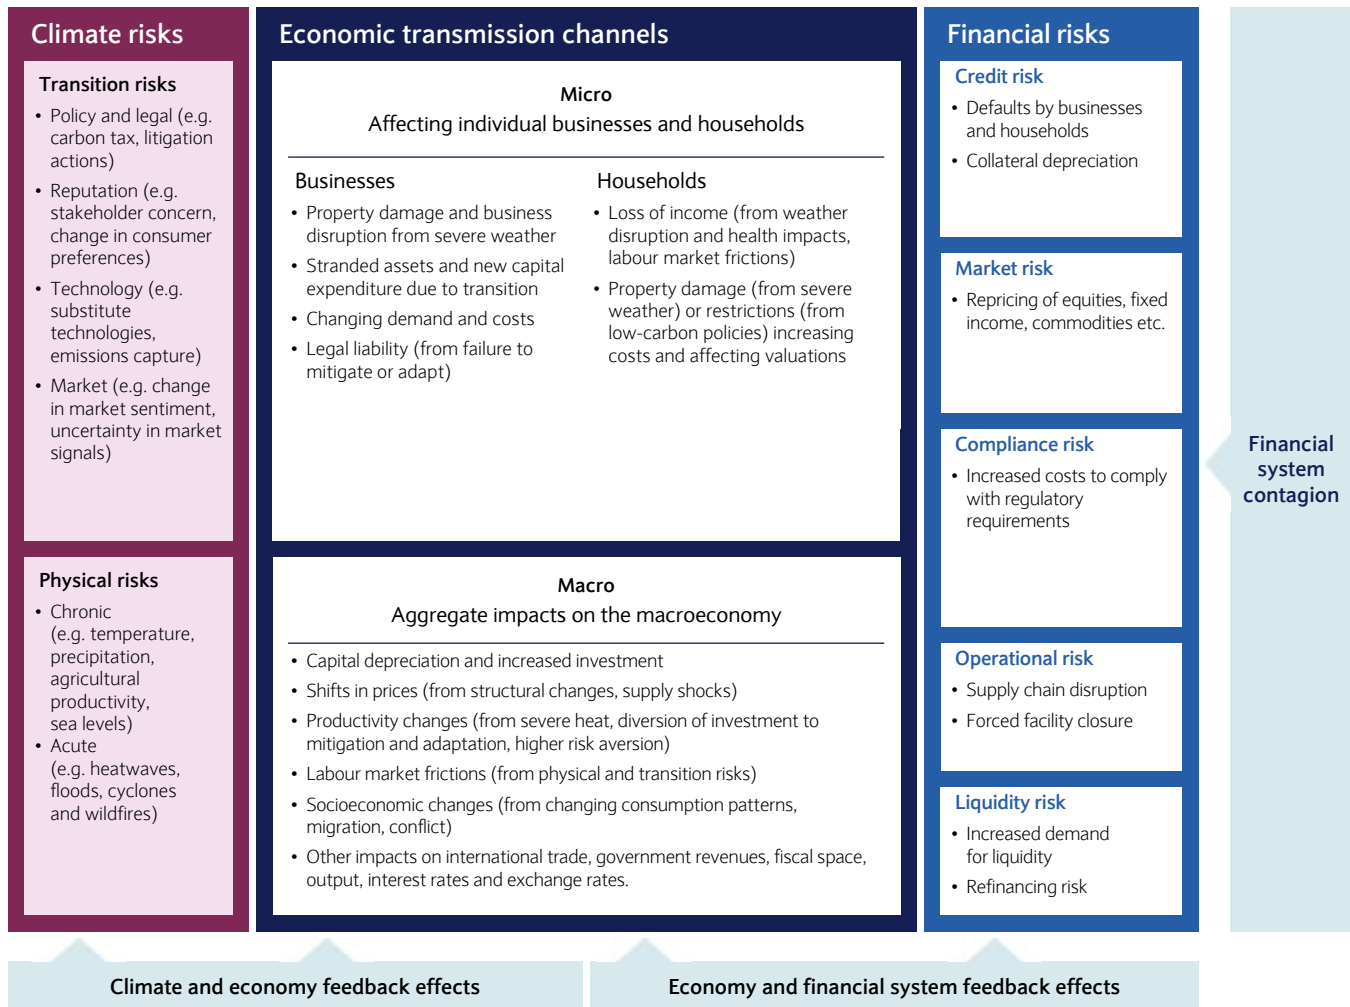 Climate risks
Transition risks
• Policy and legal (e.g.
carbon tax, litigation
actions)
• Reputation (e.g.
stakeholder concern,
change in consumer
preferences)
• Technology (e.g.
substitute
technologies,
emissions capture)
• Market (e.g. change
in market sentiment,
uncertainty in market
signals)
Physical risks
• Chronic
(e.g. temperature,
precipitation,
agricultural
productivity,
sea levels)
• Acute
(e.g. heatwaves,
floods, cyclones
and wildfires)
Economic transmission channels
Micro
Affecting individual businesses and households
Businesses
• Property damage and business
disruption from severe weather
• Stranded assets and new capital
expenditure due to transition
• Changing demand and costs
• Legal liability (from failure to
mitigate or adapt)
Households
• Loss of income (from weather
disruption and health impacts,
labour market frictions)
• Property damage (from severe
weather) or restrictions (from
low-carbon policies) increasing
costs and affecting valuations
Macro
Aggregate impacts on the macroeconomy
• Capital depreciation and increased investment
• Shifts in prices (from structural changes, supply shocks)
• Productivity changes (from severe heat, diversion of investment to
mitigation and adaptation, higher risk aversion)
• Labour market frictions (from physical and transition risks)
• Socioeconomic changes (from changing consumption patterns,
migration, conflict)
• Other impacts on international trade, government revenues, fiscal space,
output, interest rates and exchange rates.
Financial risks
Credit risk
• Defaults by businesses
and households
• Collateral depreciation
Market risk
• Repricing of equities, fixed
income, commodities etc.
Compliance risk
• Increased costs to comply
with regulatory
requirements
Operational risk
• Supply chain disruption
• Forced facility closure
Liquidity risk
• Increased demand
for liquidity
• Refinancing risk
Financial
system
contagion
Climate and economy feedback effects
Economy and financial system feedback effects